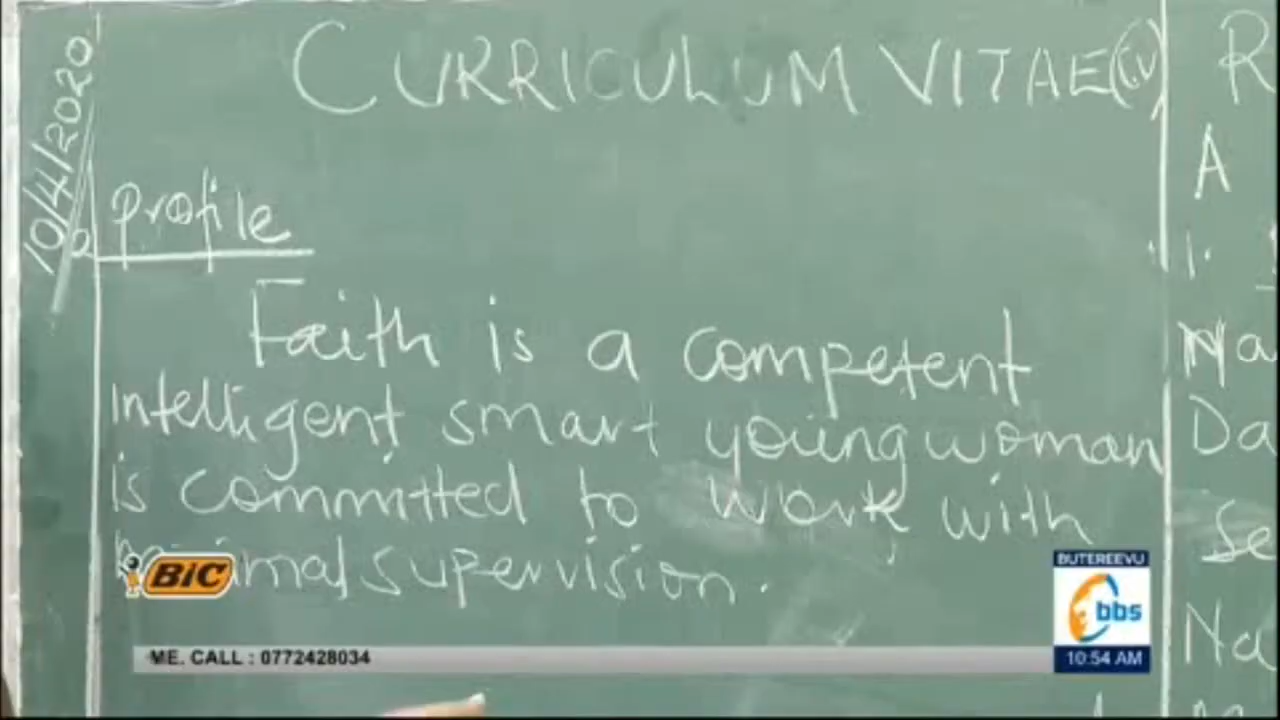 10/4/2020
CURRICULUM VITAE (C.V)
Profile
Faith is a competent
intelligent smart young woman
is committed to work with
supervision.
R
A
1.
Na
Da
Se
Na
BIC
BUTEREEVU
bbs
10:54 AM
ME. CALL : 0772428034